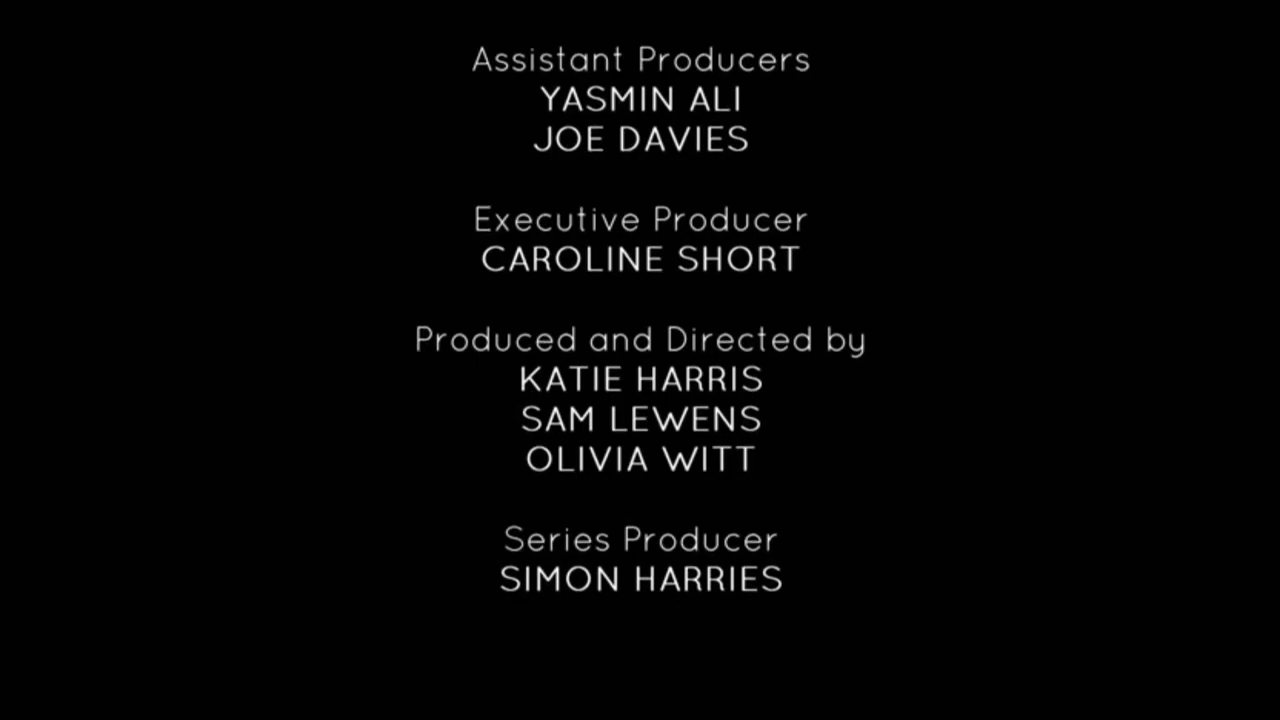 Assistant Producers
YASMIN ALI
JOE DAVIES
Executive Producer
CAROLINE SHORT
Produced and Directed by
KATIE HARRIS
SAM LEWENS
OLIVIA WITT
Series Producer
SIMON HARRIES